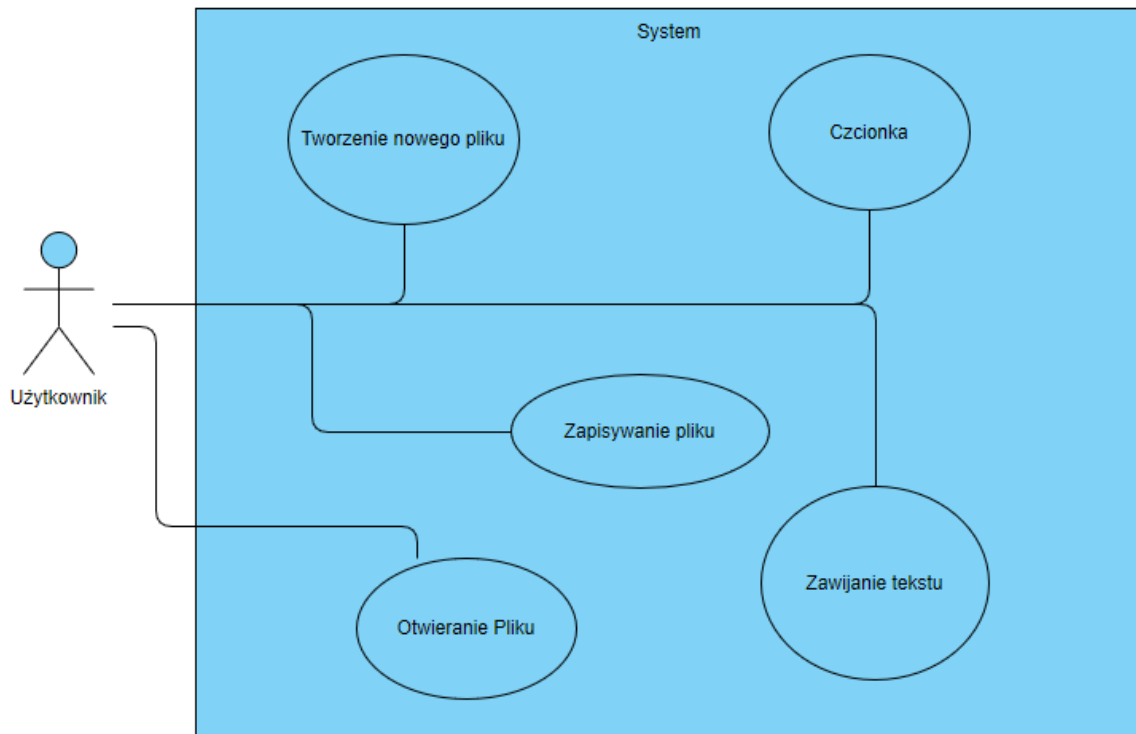 System
Tworzenie nowego pliku
Czcionka
Użytkownik
Zapisywanie pliku
Zawijanie tekstu
Otwieranie Pliku